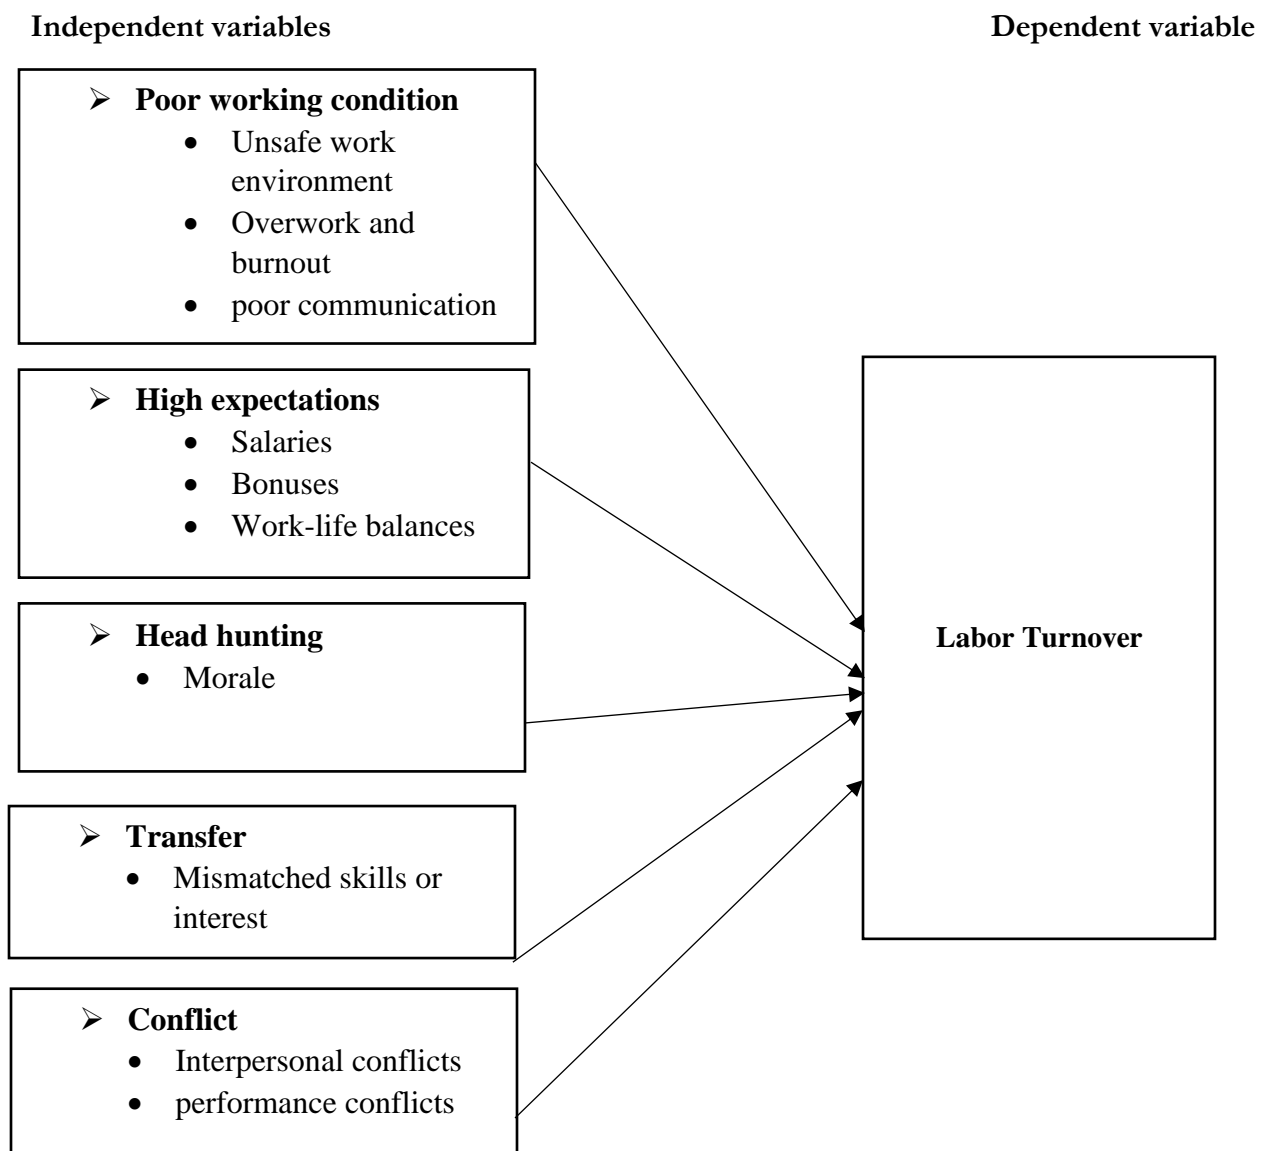 Independent variables
Dependent variable
➢ Poor working condition
• Unsafe work
environment
• Overwork and
burnout
• poor communication
➢ High expectations
• Salaries
• Bonuses
• Work-life balances
➢ Head hunting
• Morale
➢ Transfer
• Mismatched skills or
interest
➢ Conflict
• Interpersonal conflicts
• performance conflicts
Labor Turnover